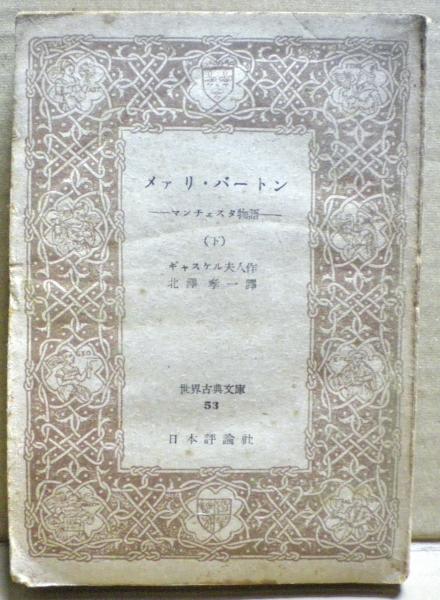 メァリ・バートン
―マンチェスタ物語―
(下)
ギャスケル夫人作
北澤孝一譯
世界古典文庫
53
日本評論社